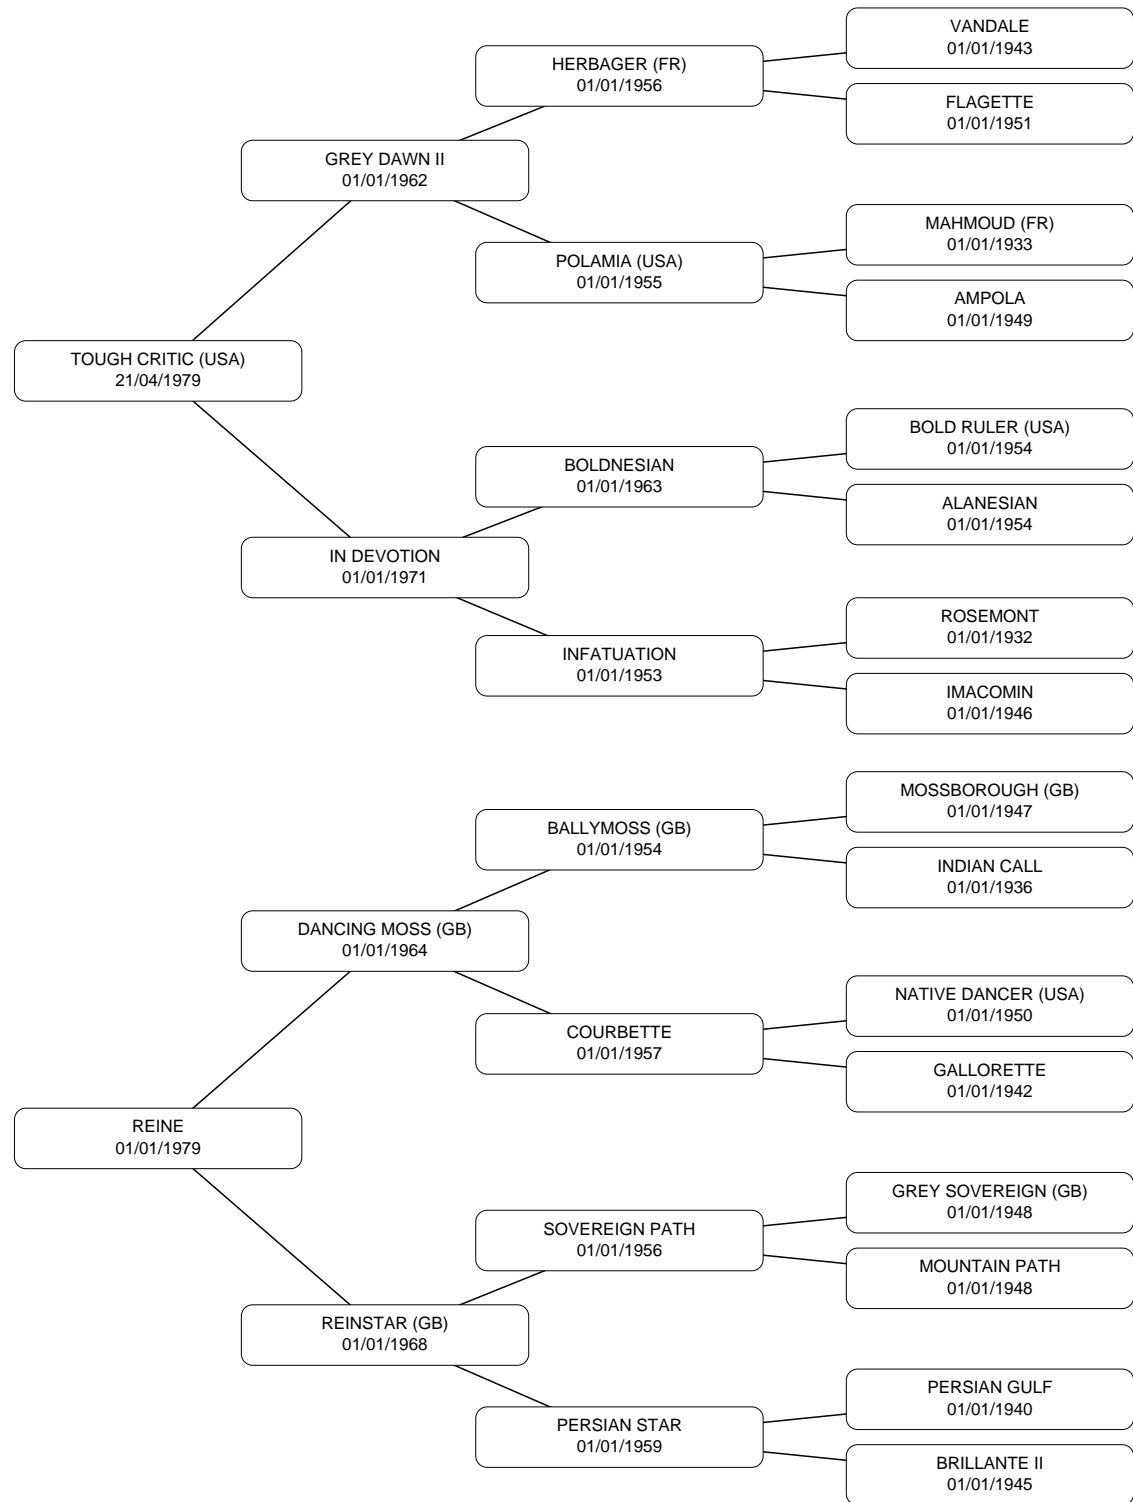 VANDALE
01/01/1943
HERBAGER (FR)
01/01/1956
FLAGETTE
01/01/1951
GREY DAWN II
01/01/1962
MAHMOUD (FR)
01/01/1933
POLAMIA (USA)
01/01/1955
AMPOLA
01/01/1949
TOUGH CRITIC (USA)
21/04/1979
BOLD RULER (USA)
01/01/1954
BOLDNESIAN
01/01/1963
ALANESIAN
01/01/1954
IN DEVOTION
01/01/1971
ROSEMONT
01/01/1932
INFATUATION
01/01/1953
IMACOMIN
01/01/1946
MOSSBOROUGH (GB)
01/01/1947
BALLYMOSS (GB)
01/01/1954
INDIAN CALL
01/01/1936
DANCING MOSS (GB)
01/01/1964
NATIVE DANCER (USA)
01/01/1950
COURBETTE
01/01/1957
GALLORETTE
01/01/1942
REINE
01/01/1979
GREY SOVEREIGN (GB)
01/01/1948
SOVEREIGN PATH
01/01/1956
MOUNTAIN PATH
01/01/1948
REINSTAR (GB)
01/01/1968
PERSIAN GULF
01/01/1940
PERSIAN STAR
01/01/1959
BRILLANTE II
01/01/1945